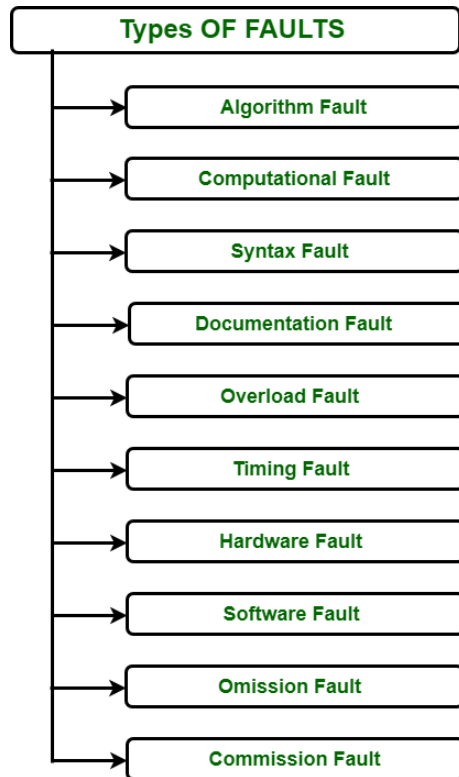 Types OF FAULTS
Algorithm Fault
Computational Fault
Syntax Fault
Documentation Fault
Overload Fault
Timing Fault
Hardware Fault
Software Fault
Omission Fault
Commission Fault